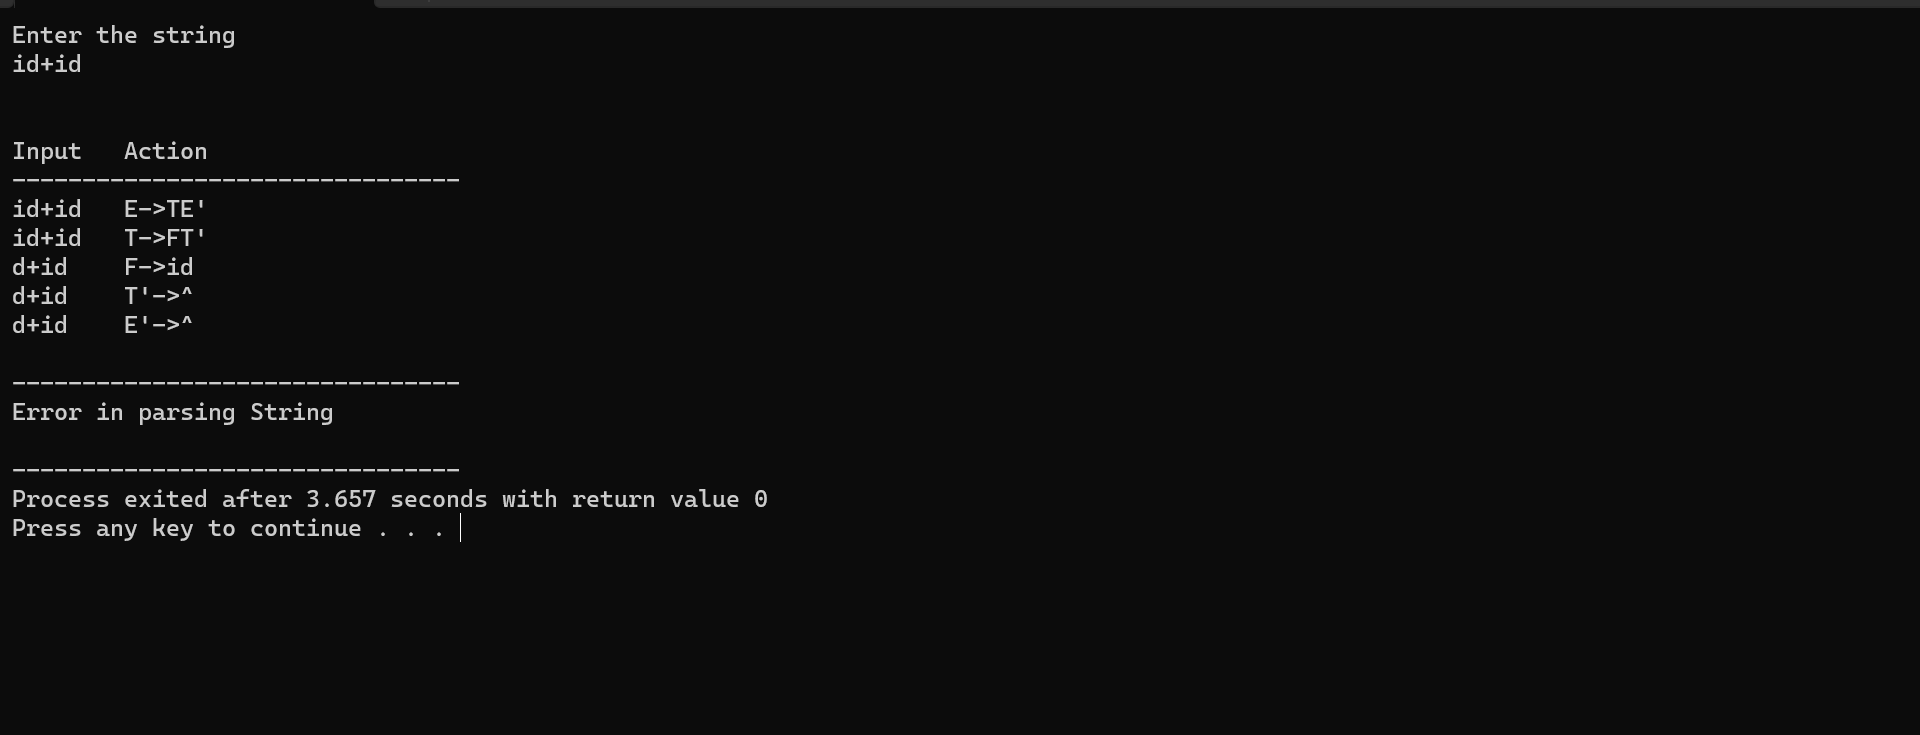 Enter the string
id+id
Input   Action
--------------------------------
id+id   E->TE'
id+id   T->FT'
d+id    F->id
d+id    T'->^
d+id    E'->^
--------------------------------
Error in parsing String
--------------------------------
Process exited after 3.657 seconds with return value 0
Press any key to continue . . .